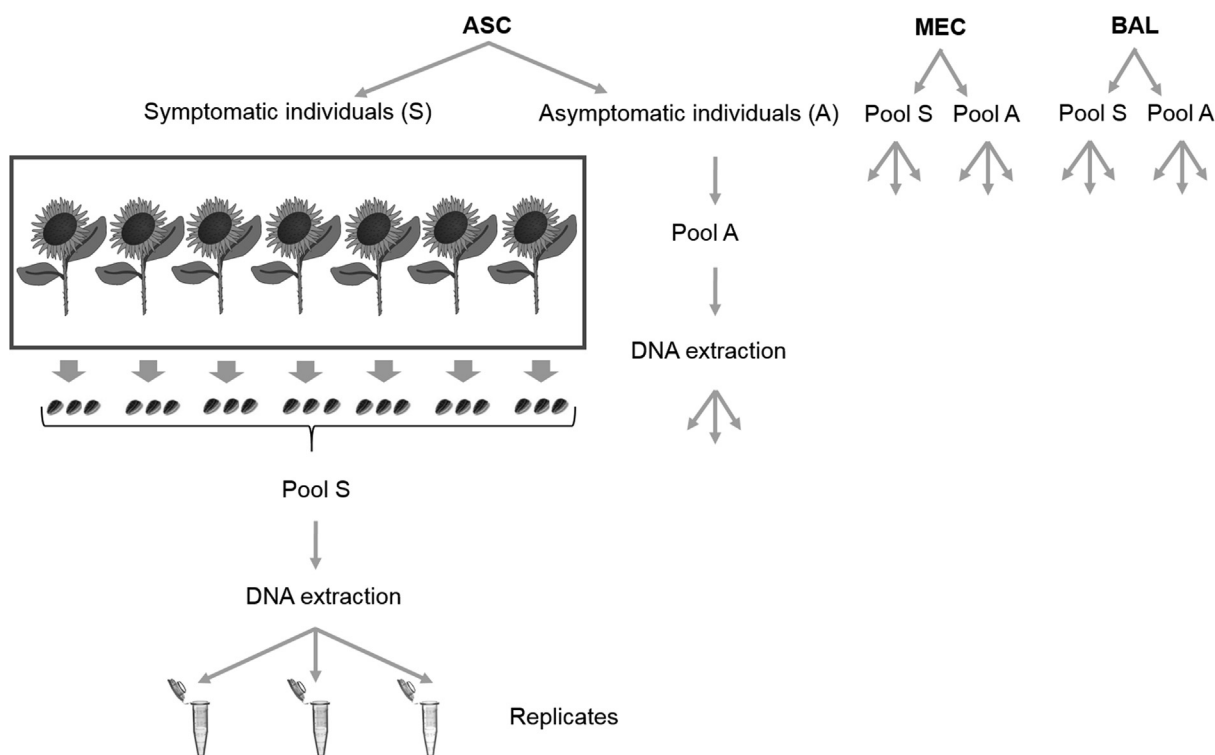 ASC
MEC
BAL
Symptomatic individuals (S)
Asymptomatic individuals (A)
Pool S
Pool A
Pool S
Pool A
Pool A
DNA extraction
Pool S
DNA extraction
Replicates